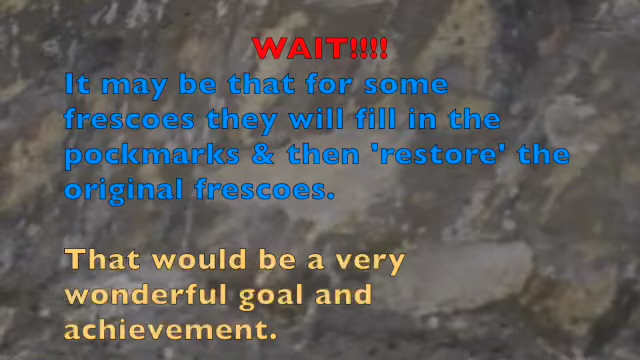 WAIT!!!!
It may be that for some
frescoes they will fill in the
pockmarks & then 'restore' the
original frescoes.
That would be a very
wonderful goal and
achievement.